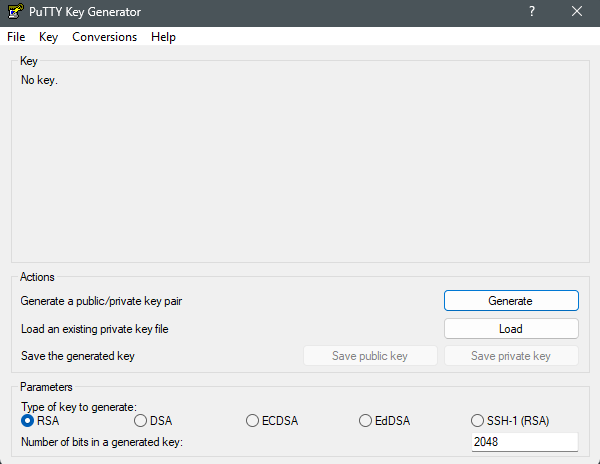 PuTTY Key Generator ?
File Key Conversions Help
Key
No key.
Actions
Generate a public/private key pair Generate
Load an existing private key file Load
Save the generated key Save public key Save private key
Parameters
Type of key to generate:
RSA DSA ECDSA EdDSA SSH-1 (RSA)
Number of bits in a generated key: 2048